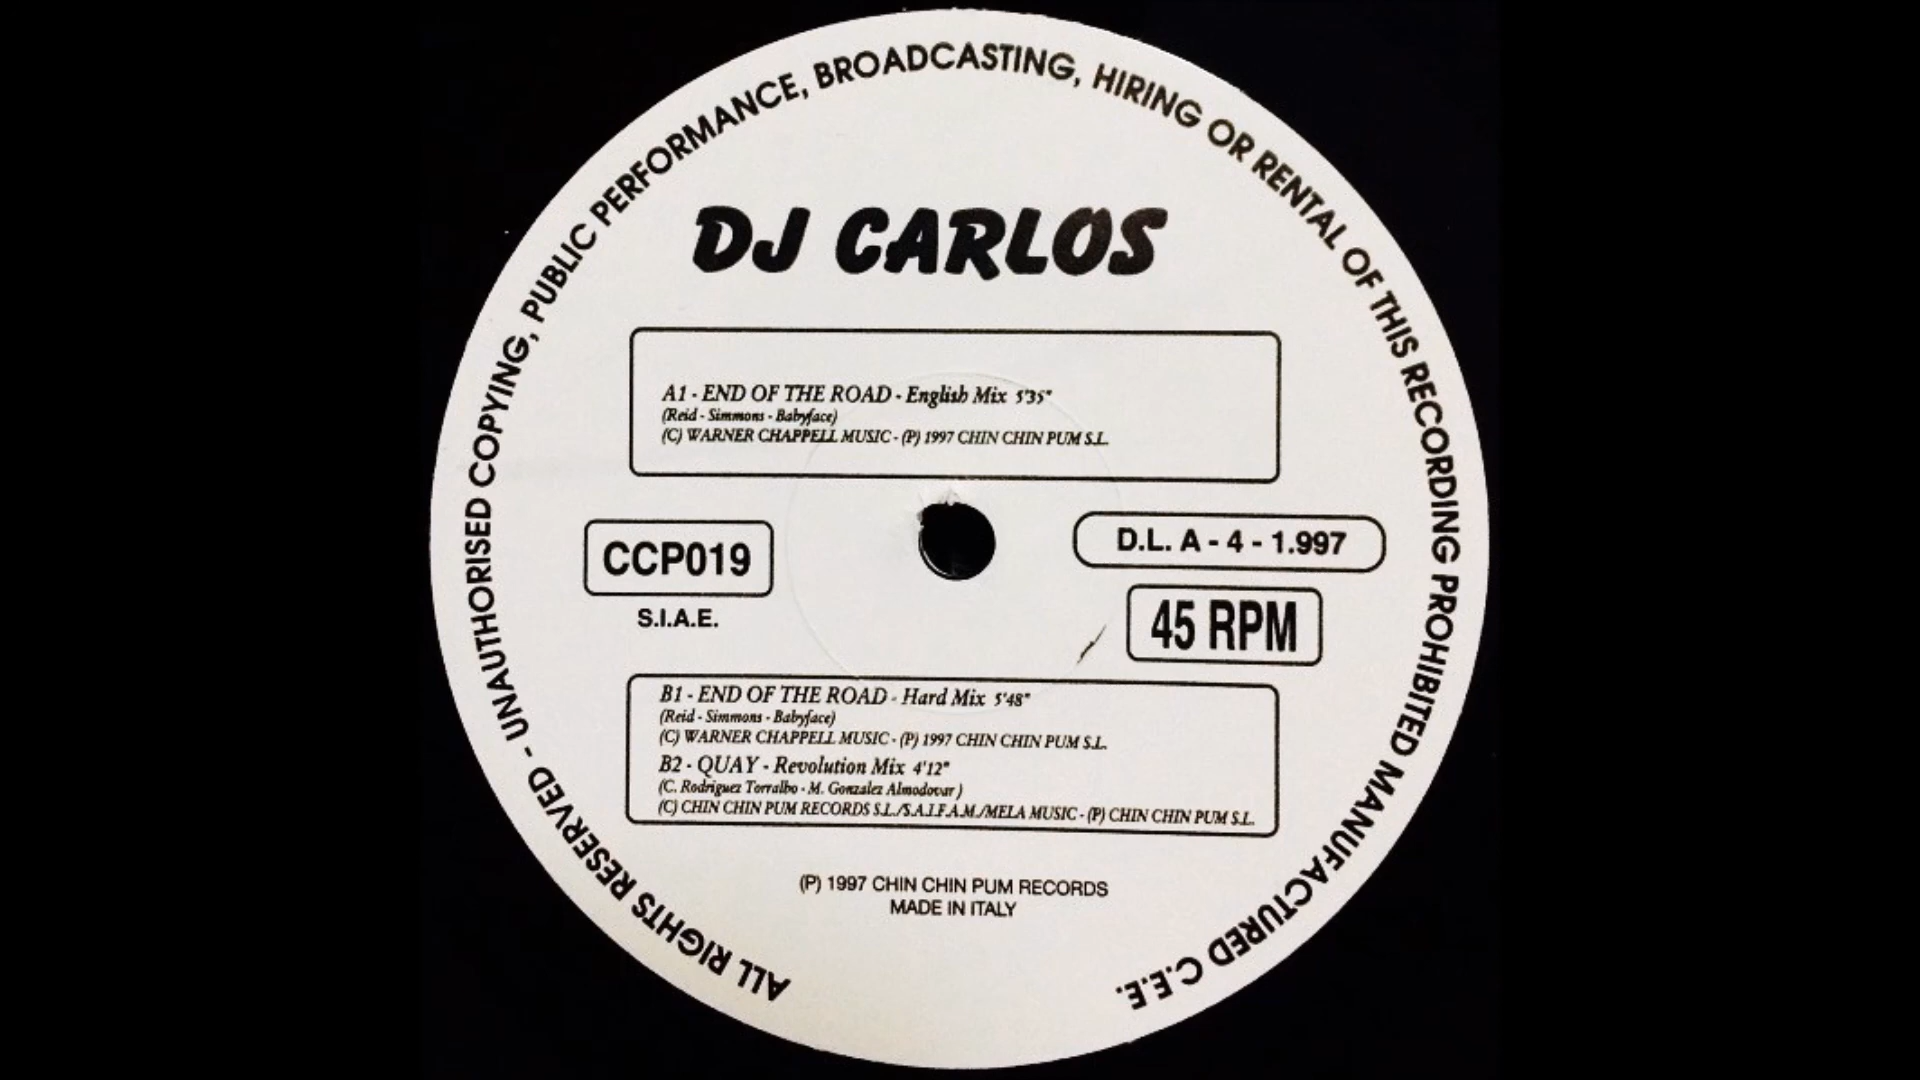 ALL RIGHTS RESERVED - UNAUTHORISED COPYING, PUBLIC PERFORMANCE, BROADCASTING, HIRING OR RENTAL OF THIS RECORDING PROHIBITED MANUFACTURED C.E.E.
DJ CARLOS
A1 - END OF THE ROAD - English Mix 5'35"
(Reid - Simmons - Babyface)
(C) WARNER CHAPPELL MUSIC - (P) 1997 CHIN CHIN PUM S.L.
CCP019
S.I.A.E.
D.L. A - 4 - 1.997
45 RPM
B1 - END OF THE ROAD - Hard Mix 5'48"
(Reid - Simmons - Babyface)
(C) WARNER CHAPPELL MUSIC - (P) 1997 CHIN CHIN PUM S.L.
B2 - QUAY - Revolution Mix 4'12"
(C. Rodriguez Torralbo - M. Gonzalez Almodovar)
(C) CHIN CHIN PUM RECORDS S.L./S.A.I.F.A.M./MELA MUSIC - (P) CHIN CHIN PUM S.L.
(P) 1997 CHIN CHIN PUM RECORDS
MADE IN ITALY